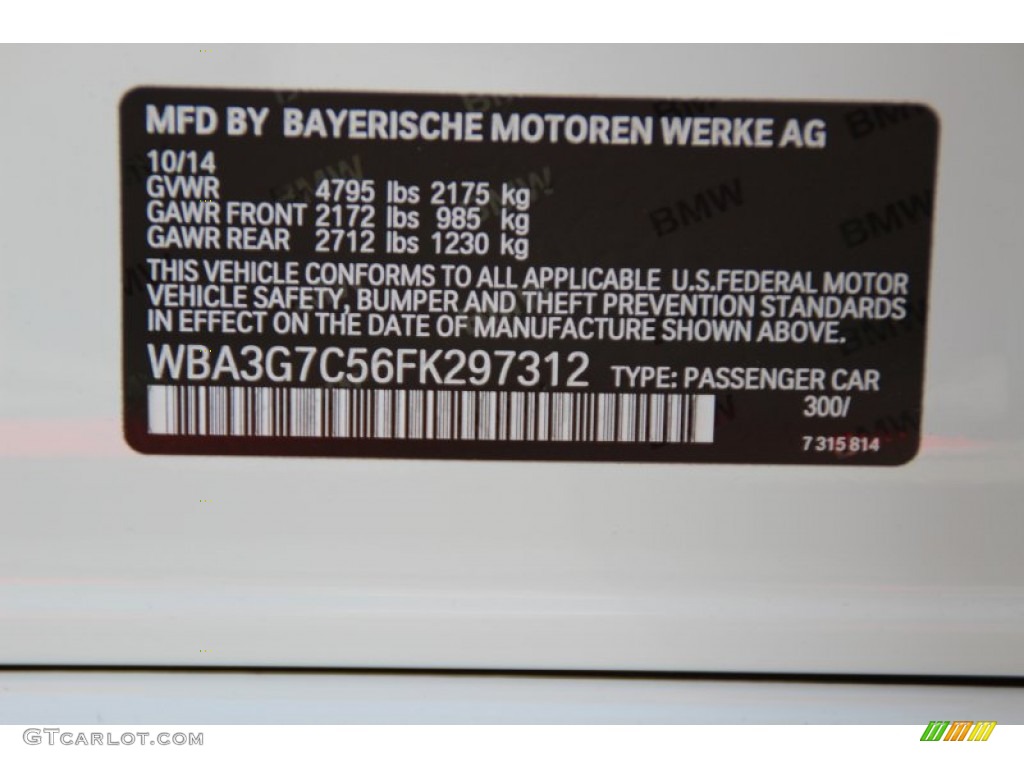 MFD BY BAYERISCHE MOTOREN WERKE AG
10/14
GVWR 4795 lbs 2175 kg
GAWR FRONT 2172 lbs 985 kg
GAWR REAR 2712 lbs 1230 kg
THIS VEHICLE CONFORMS TO ALL APPLICABLE U.S.FEDERAL MOTOR
VEHICLE SAFETY, BUMPER AND THEFT PREVENTION STANDARDS
IN EFFECT ON THE DATE OF MANUFACTURE SHOWN ABOVE.
WBA3G7C56FK297312 TYPE: PASSENGER CAR
300/
7 315 814
GTCARLOT.COM